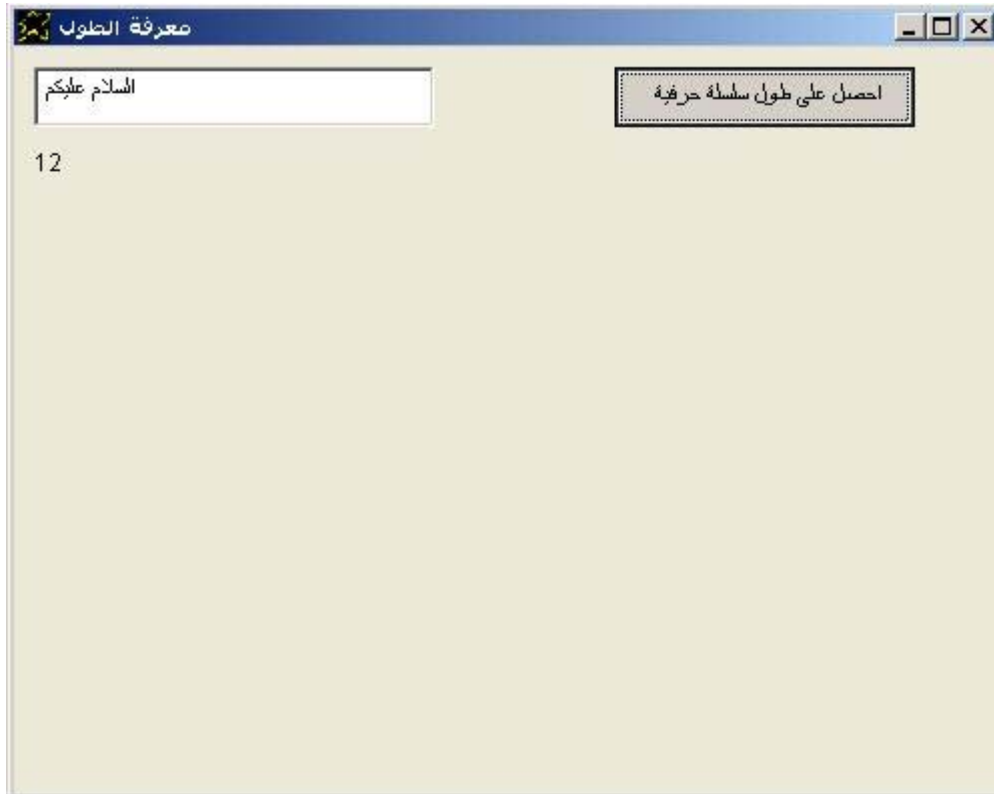 معرفة الطول
السلام عليكم
احصل على طول سلسلة حرفية
12